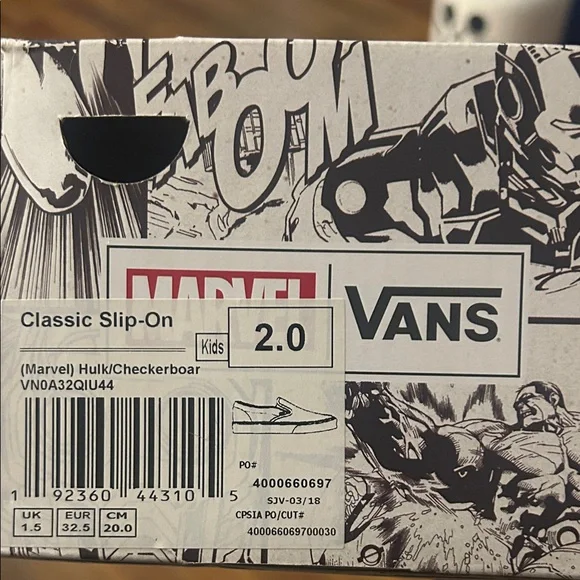 FABOOM
MARVEL
VANS
Classic Slip-On
Kids
2.0
(Marvel) Hulk/Checkerboar
VN0A32QIU44
PO#
4000660697
SJV-03/18
CPSIA PO/CUT#
400066069700030
1 92360 44310 5
UK
1.5
EUR
32.5
CM
20.0